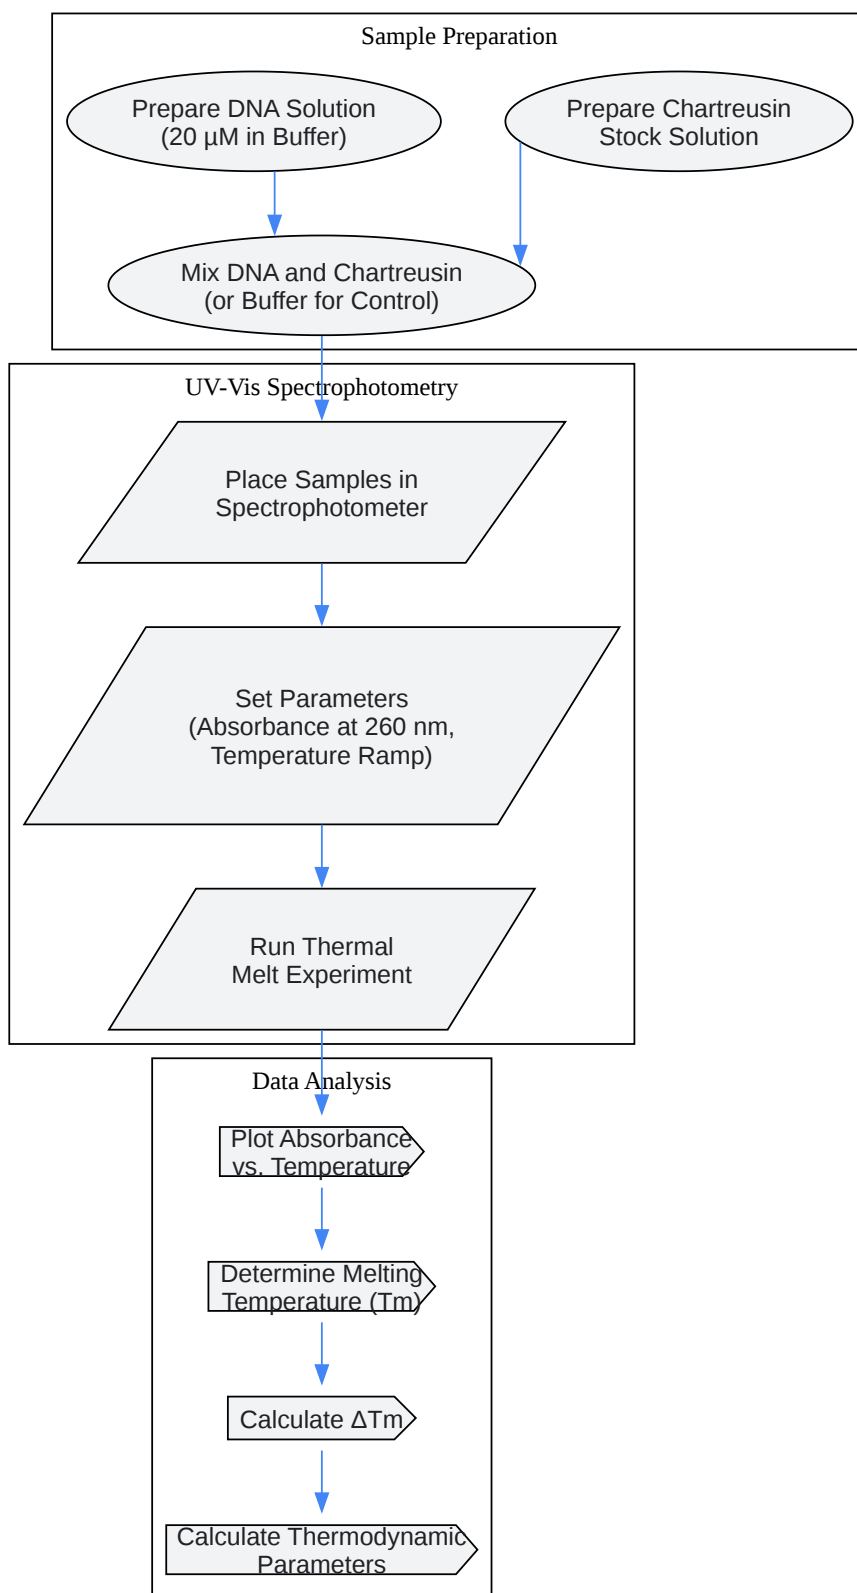 Sample Preparation
Prepare DNA Solution
(20 µM in Buffer)
Prepare Chartreusin
Stock Solution
Mix DNA and Chartreusin
(or Buffer for Control)
UV-Vis Spectrophotometry
Place Samples in
Spectrophotometer
Set Parameters
(Absorbance at 260 nm,
Temperature Ramp)
Run Thermal
Melt Experiment
Data Analysis
Plot Absorbance
vs. Temperature
Determine Melting
Temperature (Tm)
Calculate ΔTm
Calculate Thermodynamic
Parameters